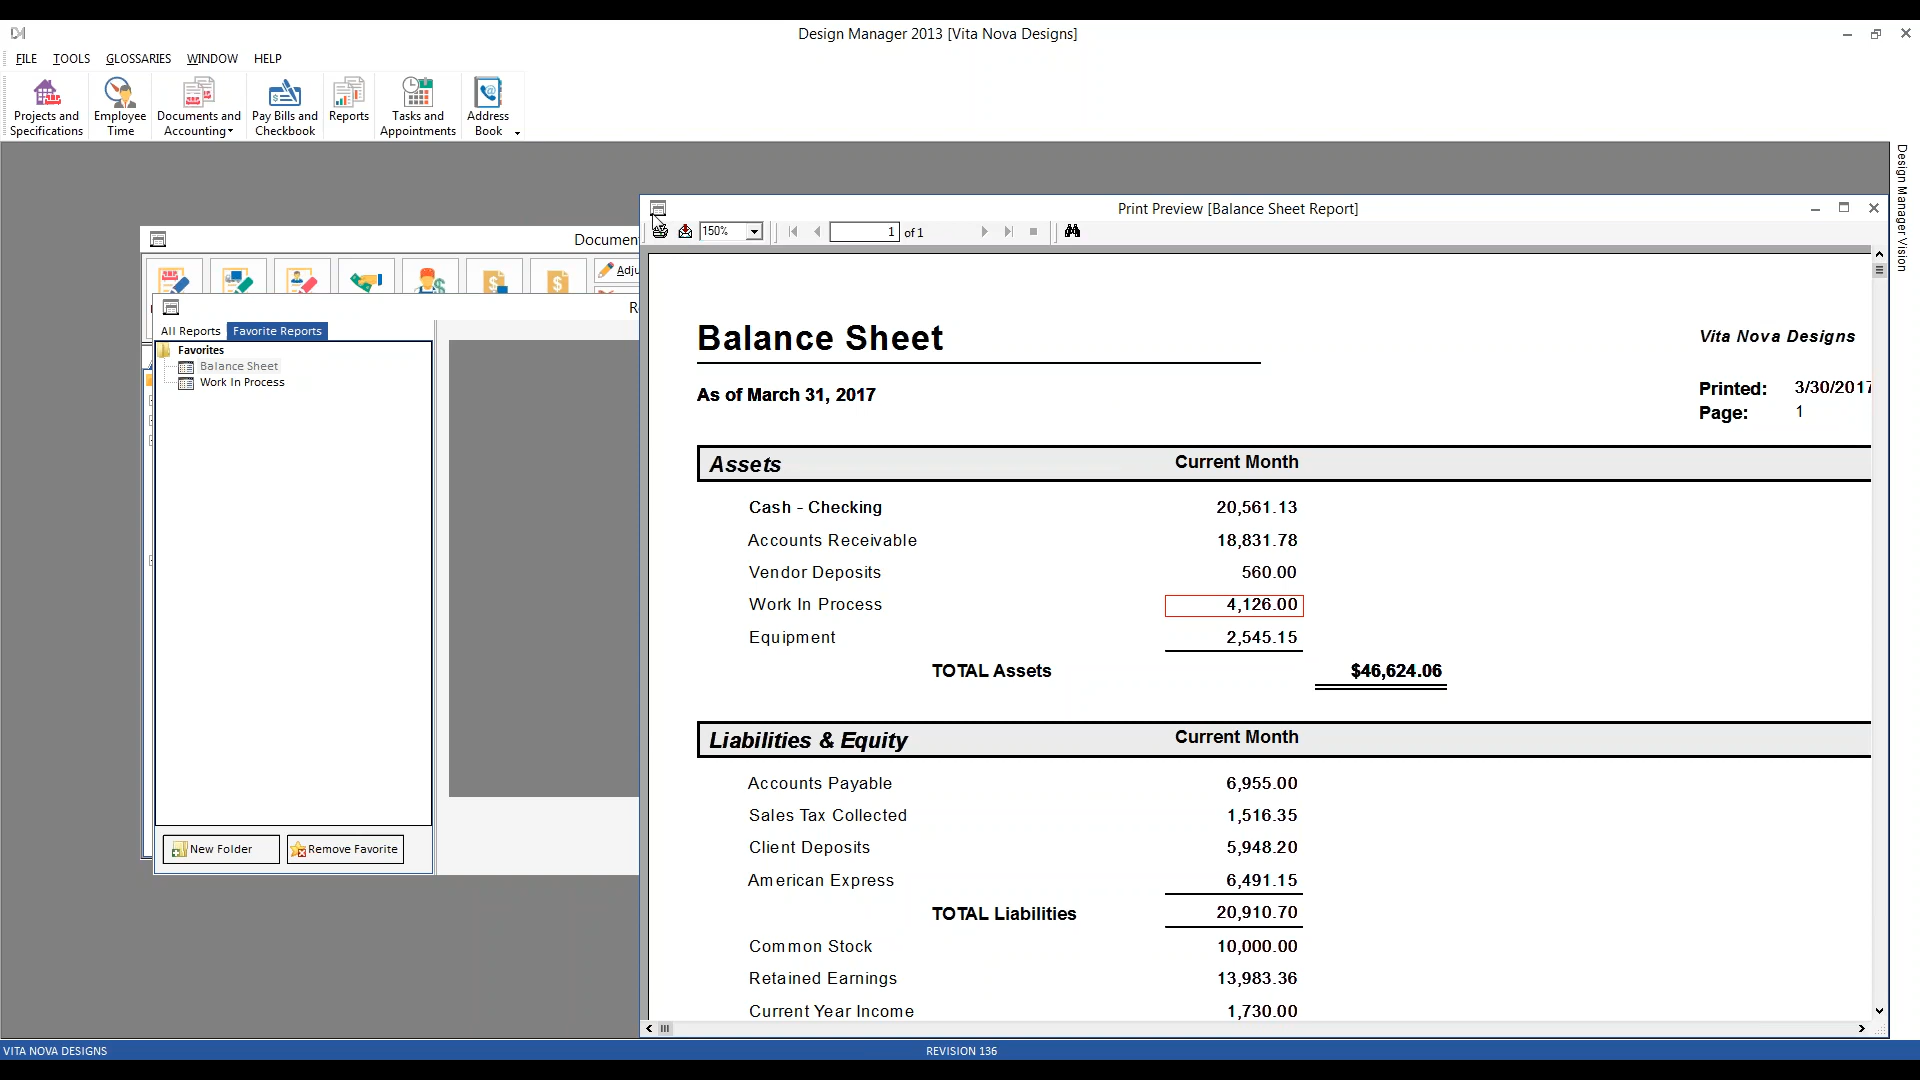 Design Manager 2013 [Vita Nova Designs]
FILE TOOLS GLOSSARIES WINDOW HELP
Projects and Specifications
Employee Time
Documents and Accounting
Pay Bills and Checkbook
Reports
Tasks and Appointments
Address Book
Design Manager Vision
Print Preview [Balance Sheet Report]
150%
1 of 1
Documen
Adju
R
All Reports Favorite Reports
Favorites
Balance Sheet
Work In Process
New Folder Remove Favorite
Balance Sheet
Vita Nova Designs
As of March 31, 2017
Printed: 3/30/2017
Page: 1
Assets Current Month
Cash - Checking 20,561.13
Accounts Receivable 18,831.78
Vendor Deposits 560.00
Work In Process 4,126.00
Equipment 2,545.15
TOTAL Assets $46,624.06
Liabilities & Equity Current Month
Accounts Payable 6,955.00
Sales Tax Collected 1,516.35
Client Deposits 5,948.20
American Express 6,491.15
TOTAL Liabilities 20,910.70
Common Stock 10,000.00
Retained Earnings 13,983.36
Current Year Income 1,730.00
VITA NOVA DESIGNS REVISION 136